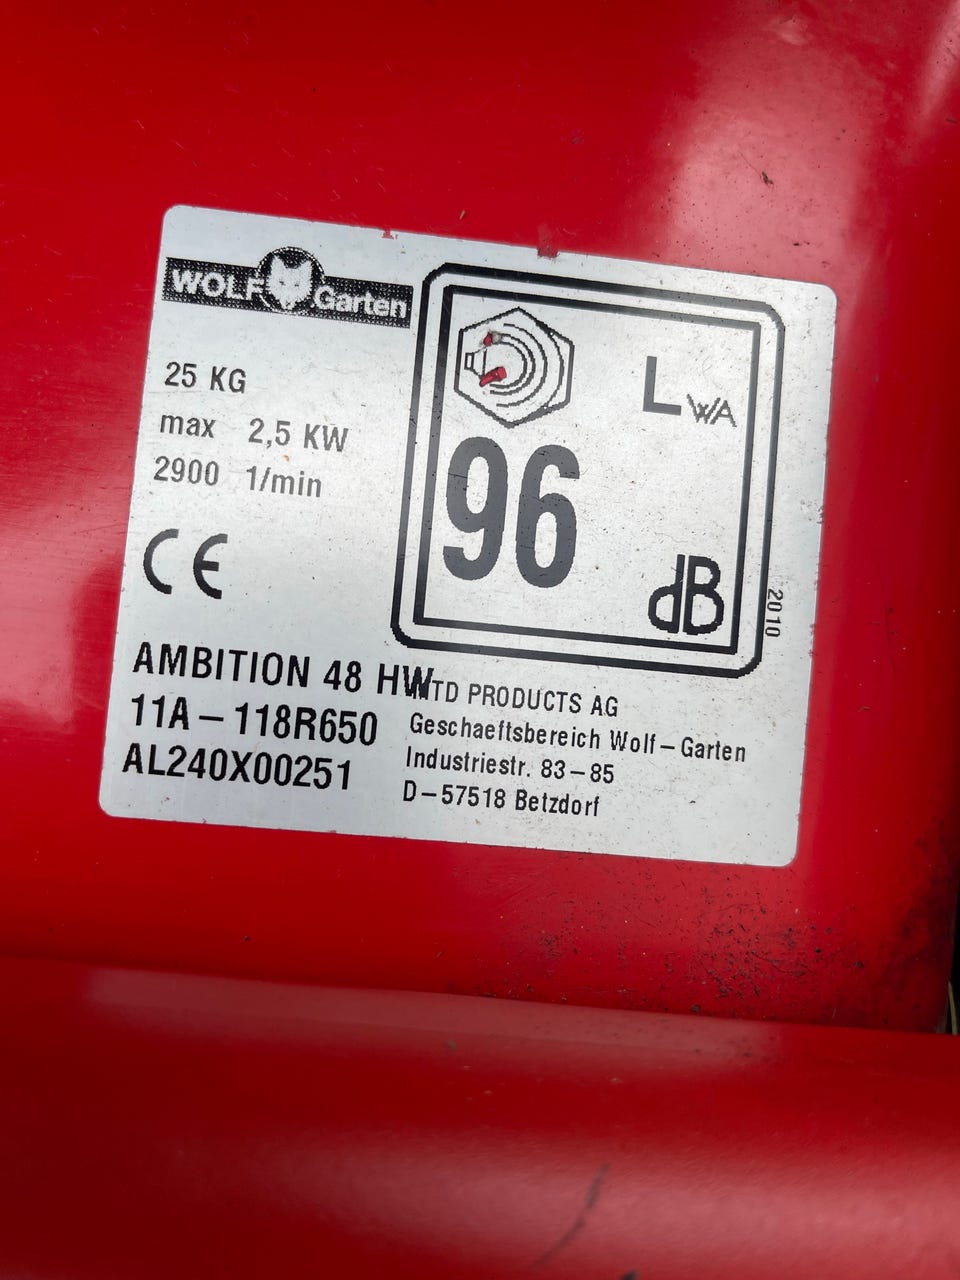 WOLF Garten
25 KG
max 2,5 KW
2900 1/min
CE
LWA
96
dB
2010
AMBITION 48 HW
11A-118R650
AL240X00251
MTD PRODUCTS AG
Geschaeftsbereich Wolf-Garten
Industriestr. 83-85
D-57518 Betzdorf